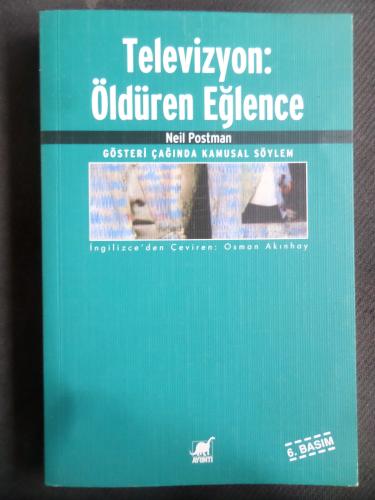 Televizyon:
Öldüren Eğlence
Neil Postman
GÖSTERİ ÇAĞINDA KAMUSAL SÖYLEM
İngilizce'den Çeviren: Osman Akınhay
6. BASIM
AYRINTI